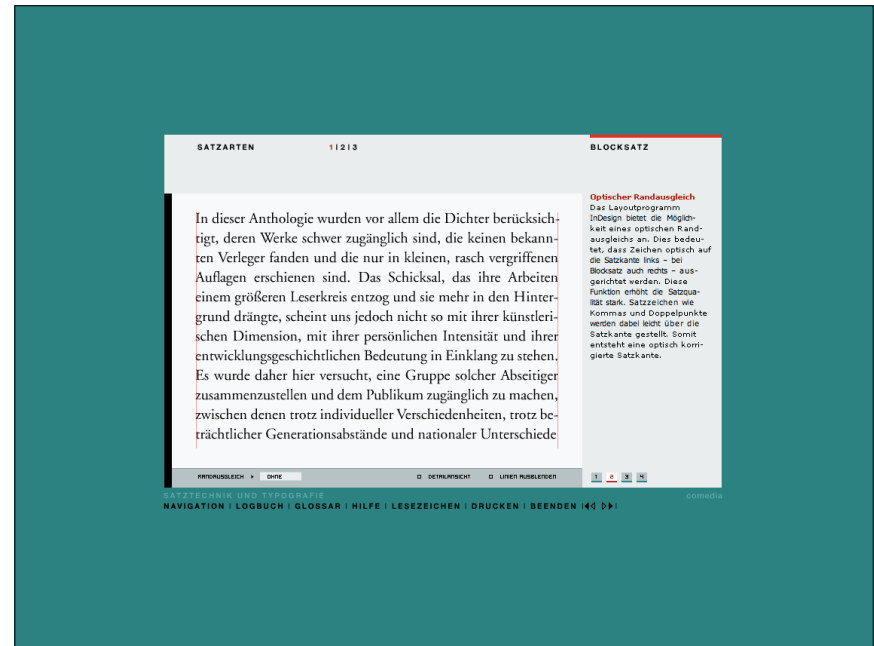 SATZARTEN
1 | 2 | 3
BLOCKSATZ
In dieser Anthologie wurden vor allem die Dichter berücksich-
tigt, deren Werke schwer zugänglich sind, die keinen bekann-
ten Verleger fanden und die nur in kleinen, rasch vergriffenen
Auflagen erschienen sind. Das Schicksal, das ihre Arbeiten
einem größeren Leserkreis entzog und sie mehr in den Hinter-
grund drängte, scheint uns jedoch nicht so mit ihrer künstleri-
schen Dimension, mit ihrer persönlichen Intensität und ihrer
entwicklungsgeschichtlichen Bedeutung in Einklang zu stehen.
Es wurde daher hier versucht, eine Gruppe solcher Abseitiger
zusammenzustellen und dem Publikum zugänglich zu machen,
zwischen denen trotz individueller Verschiedenheiten, trotz be-
trächtlicher Generationsabstände und nationaler Unterschiede
Optischer Randausgleich
Das Layoutprogramm
InDesign bietet die Möglich-
keit eines optischen Rand-
ausgleichs an. Dies bedeu-
tet, dass Zeichen optisch auf
die Satzkante links – bei
Blocksatz auch rechts – aus-
gerichtet werden. Diese
Funktion erhöht die Satzqua-
lität stark. Satzzeichen wie
Kommas und Doppelpunkte
werden dabei leicht über die
Satzkante gestellt. Somit
entsteht eine optisch korri-
gierte Satzkante.
RANDAUSGLEICH
OHNE
DETAILANSICHT
LINIEN AUSBLENDEN
1 2 3 4
SATZTECHNIK UND TYPOGRAFIE
comedia
NAVIGATION | LOGBUCH | GLOSSAR | HILFE | LESEZEICHEN | DRUCKEN | BEENDEN